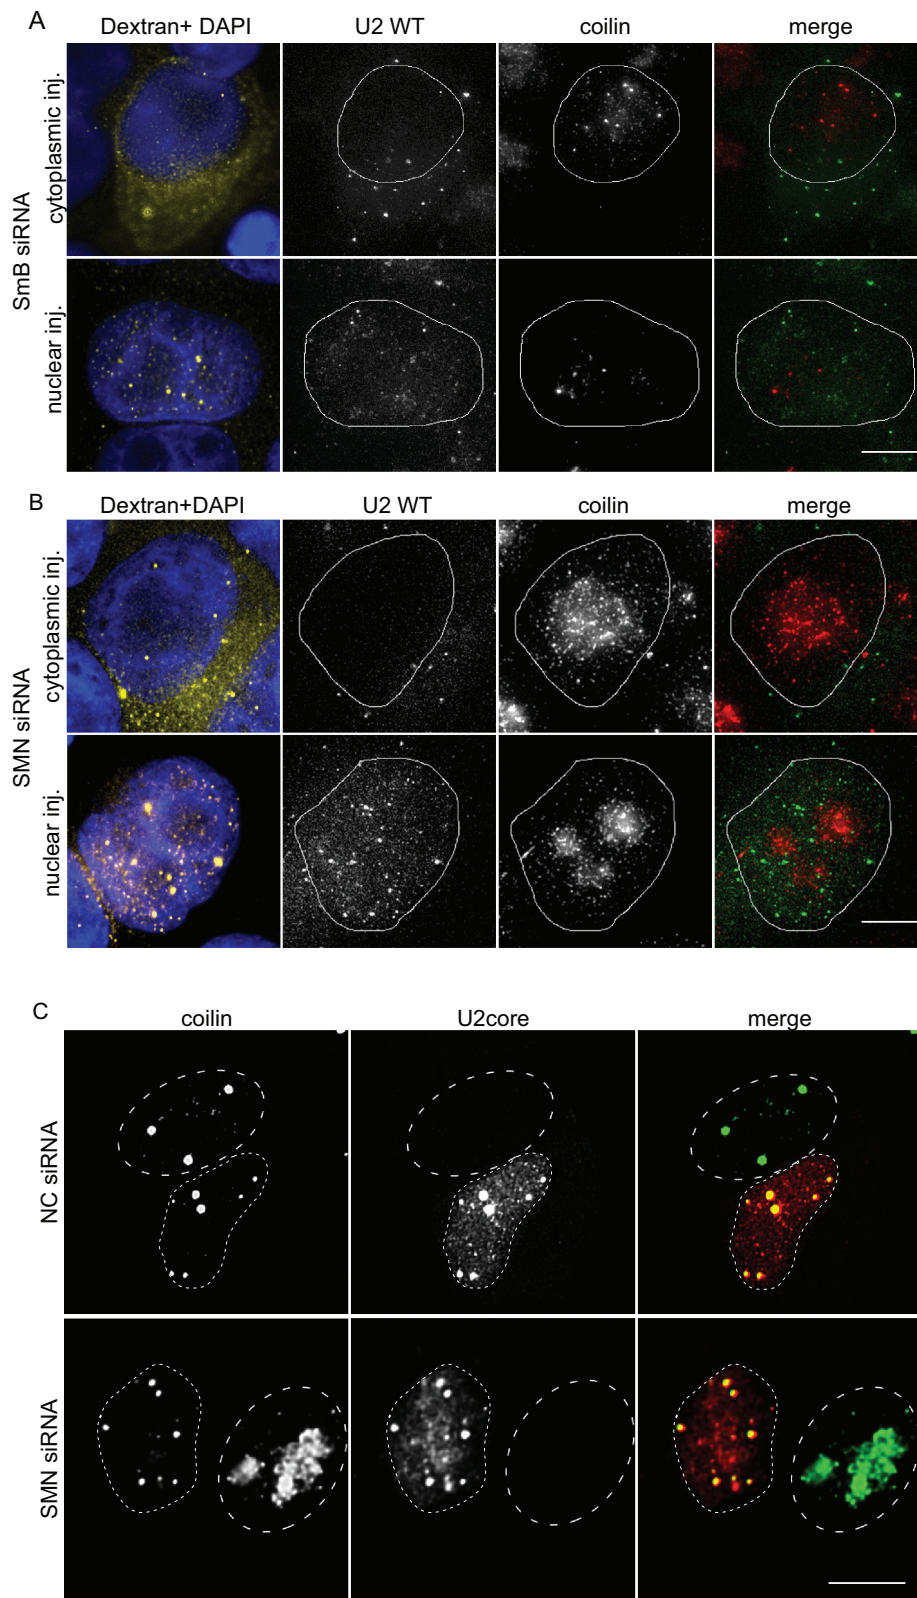 A
Dextran+ DAPI
U2 WT
coilin
merge
SmB siRNA
cytoplasmic inj.
nuclear inj.
B
Dextran+DAPI
U2 WT
coilin
merge
SMN siRNA
cytoplasmic inj.
nuclear inj.
C
coilin
U2core
merge
NC siRNA
SMN siRNA